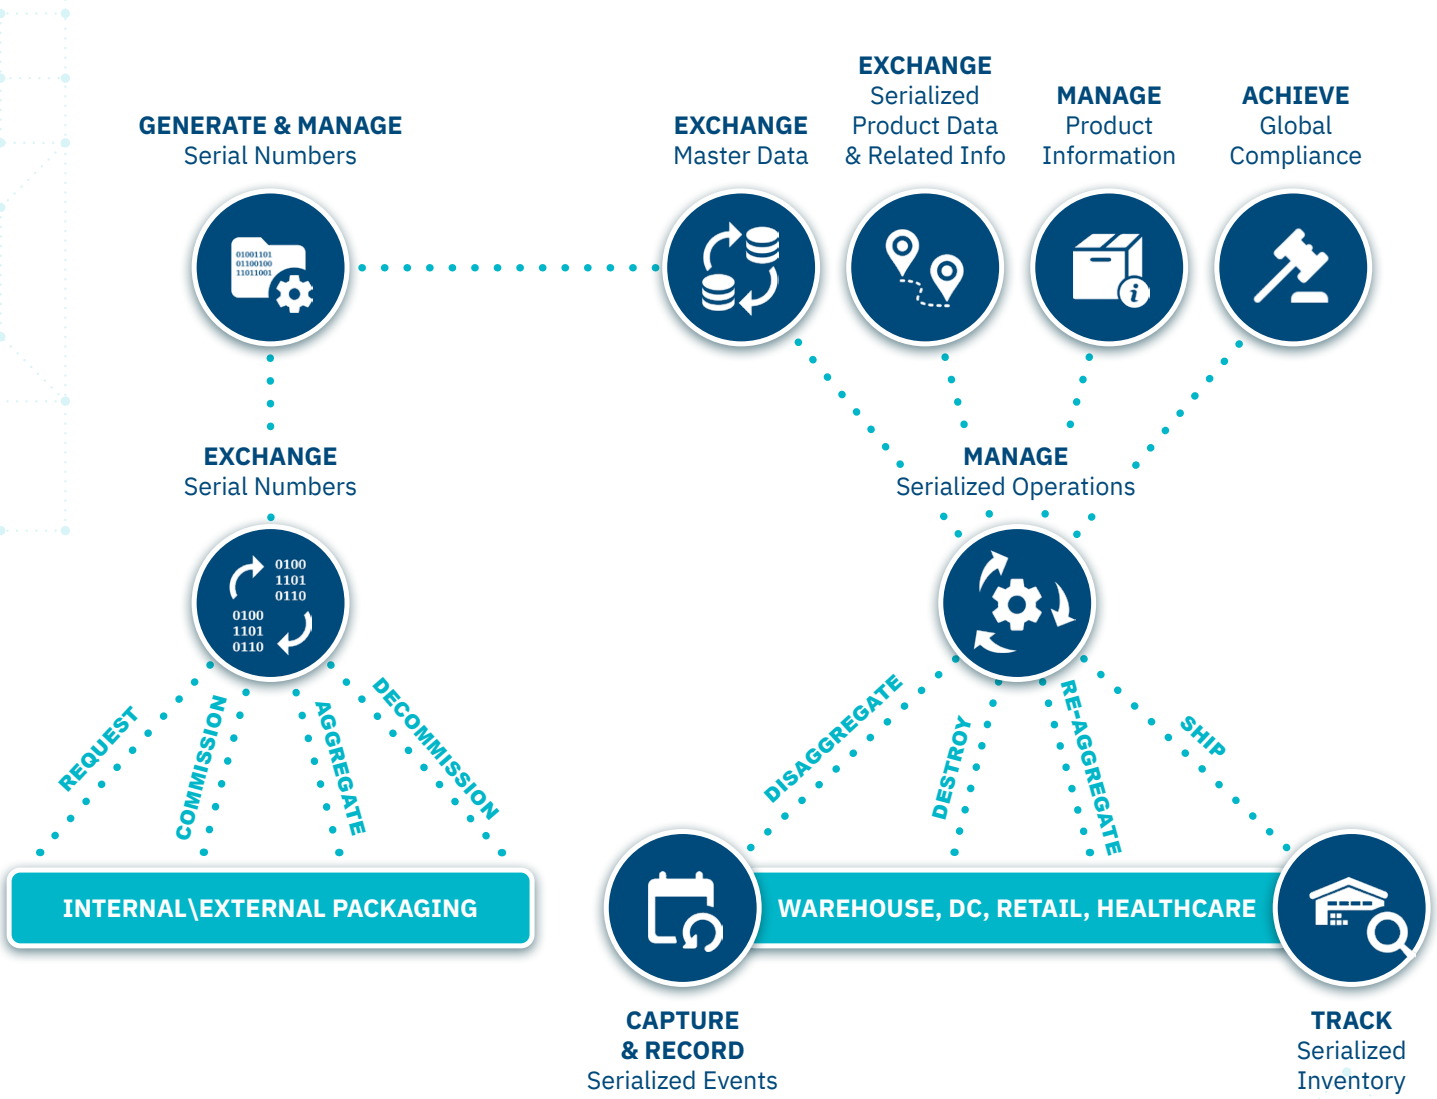 GENERATE & MANAGE
Serial Numbers
EXCHANGE
Master Data
EXCHANGE
Serialized
Product Data
& Related Info
MANAGE
Product
Information
ACHIEVE
Global
Compliance
01001101
01100100
11011001
i
EXCHANGE
Serial Numbers
0100
1101
0110
0100
1101
0110
MANAGE
Serialized Operations
REQUEST
COMMISSION
AGGREGATE
DECOMMISSION
INTERNAL\EXTERNAL PACKAGING
DISAGGREGATE
DESTROY
RE-AGGREGATE
SHIP
WAREHOUSE, DC, RETAIL, HEALTHCARE
CAPTURE
& RECORD
Serialized Events
TRACK
Serialized
Inventory